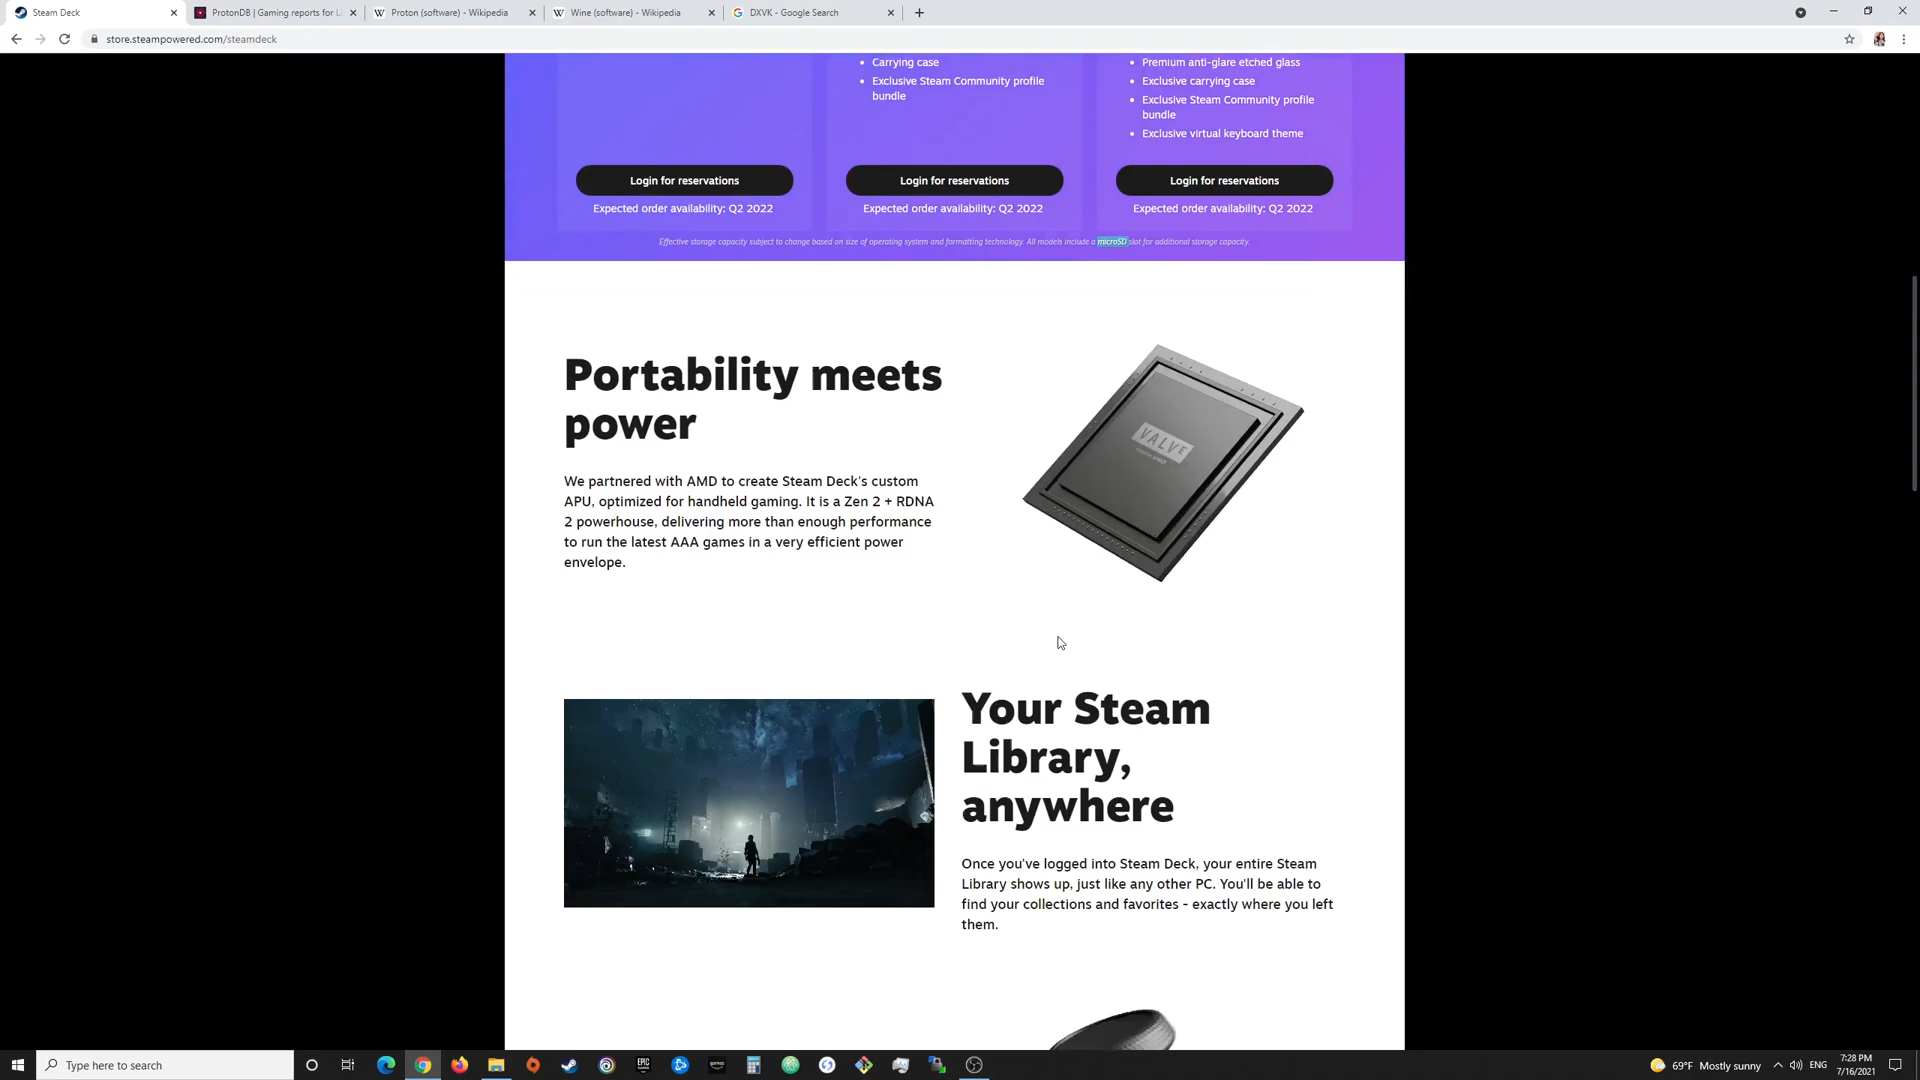 Steam Deck
ProtonDB | Gaming reports for Li
Proton (software) - Wikipedia
Wine (software) - Wikipedia
DXVK - Google Search
store.steampowered.com/steamdeck
Carrying case
Exclusive Steam Community profile
bundle
Premium anti-glare etched glass
Exclusive carrying case
Exclusive Steam Community profile
bundle
Exclusive virtual keyboard theme
Login for reservations
Login for reservations
Login for reservations
Expected order availability: Q2 2022
Expected order availability: Q2 2022
Expected order availability: Q2 2022
Effective storage capacity subject to change based on size of operating system and formatting technology. All models include a microSD slot for additional storage capacity.
Portability meets
power
We partnered with AMD to create Steam Deck's custom
APU, optimized for handheld gaming. It is a Zen 2 + RDNA
2 powerhouse, delivering more than enough performance
to run the latest AAA games in a very efficient power
envelope.
VALVE
Your Steam
Library,
anywhere
Once you've logged into Steam Deck, your entire Steam
Library shows up, just like any other PC. You'll be able to
find your collections and favorites - exactly where you left
them.
Type here to search
EPIC
69°F Mostly sunny
ENG
7:28 PM
7/16/2021